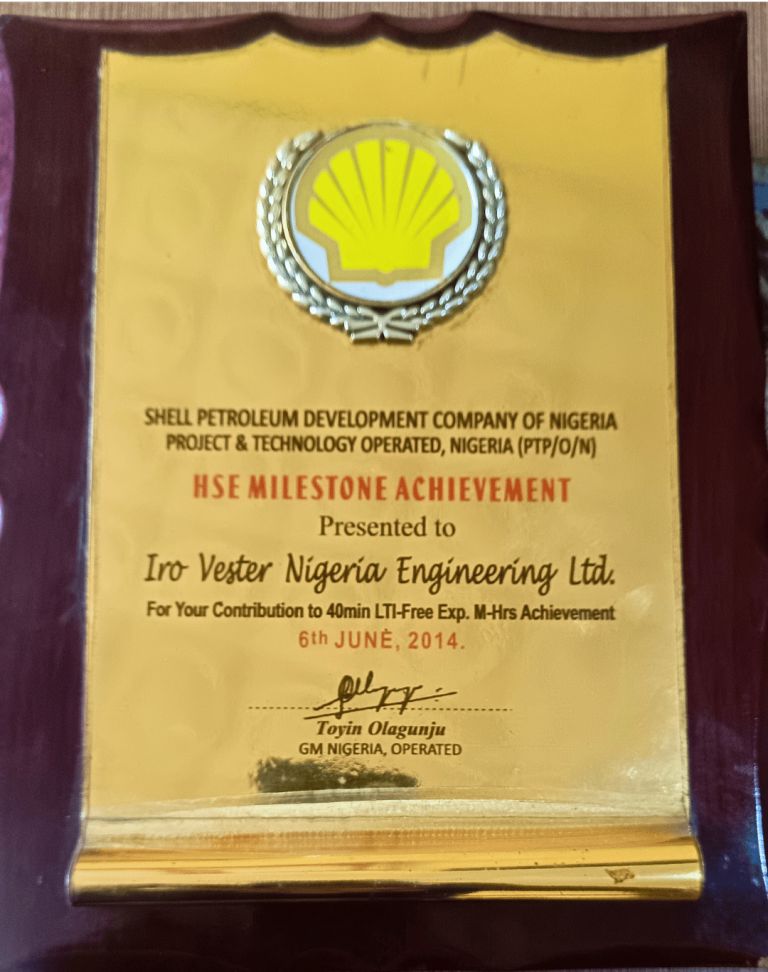 SHELL PETROLEUM DEVELOPMENT COMPANY OF NIGERIA
PROJECT & TECHNOLOGY OPERATED, NIGERIA (PTP/O/N)
HSE MILESTONE ACHIEVEMENT
Presented to
Iro Vester Nigeria Engineering Ltd.
For Your Contribution to 40min LTI-Free Exp. M-Hrs Achievement
6th JUNE, 2014.
Toyin Olagunju
GM NIGERIA, OPERATED